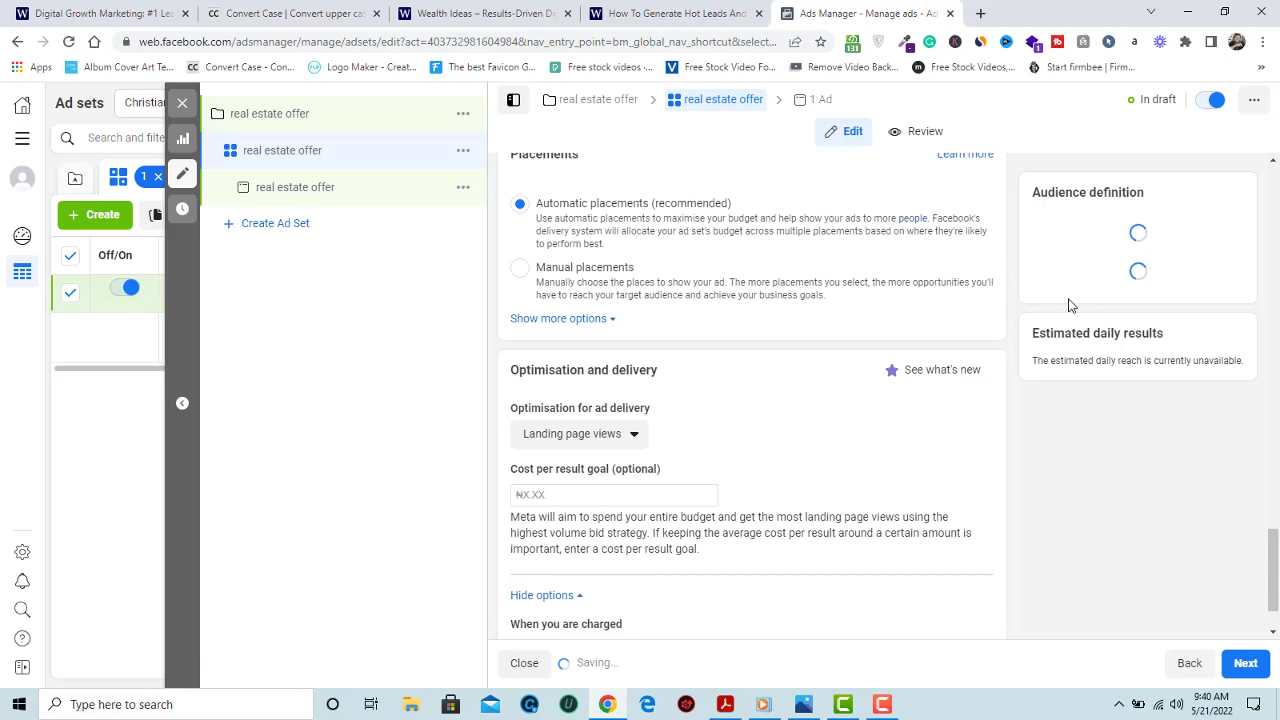 Digital Marketing: #1 Lea
Convert Case: Convert cas
Wealth Ideas – Results-Driven Di
How To Generate Hot Leads And
Ads Manager - Manage ads - Ad
web.facebook.com/adsmanager/manage/adsets/edit?act=4037329816049848&nav_entry_point=bm_global_nav_shortcut&selec...
131
Apps
Album Cover Art Tem...
Convert Case - Con...
Logo Maker - Creat...
The best Favicon G...
Free stock videos ·...
Free Stock Video Fo...
Remove Video Back...
Free Stock Videos,...
Start firmbee | Firm...
Ad sets
Christian
real estate offer
real estate offer
real estate offer
1 Ad
In draft
Search and filte
real estate offer
Edit
Review
1
real estate offer
Create
Create Ad Set
Off/On
Placements
Learn more
Automatic placements (recommended)
Use automatic placements to maximise your budget and help show your ads to more people. Facebook's
delivery system will allocate your ad set's budget across multiple placements based on where they're likely
to perform best.
Manual placements
Manually choose the places to show your ad. The more placements you select, the more opportunities you'll
have to reach your target audience and achieve your business goals.
Show more options
Audience definition
Estimated daily results
The estimated daily reach is currently unavailable.
Optimisation and delivery
See what's new
Optimisation for ad delivery
Landing page views
Cost per result goal (optional)
₦X.XX
Meta will aim to spend your entire budget and get the most landing page views using the
highest volume bid strategy. If keeping the average cost per result around a certain amount is
important, enter a cost per result goal.
Hide options
When you are charged
Close
Saving...
Back
Next
Type here to search
9:40 AM
5/21/2022